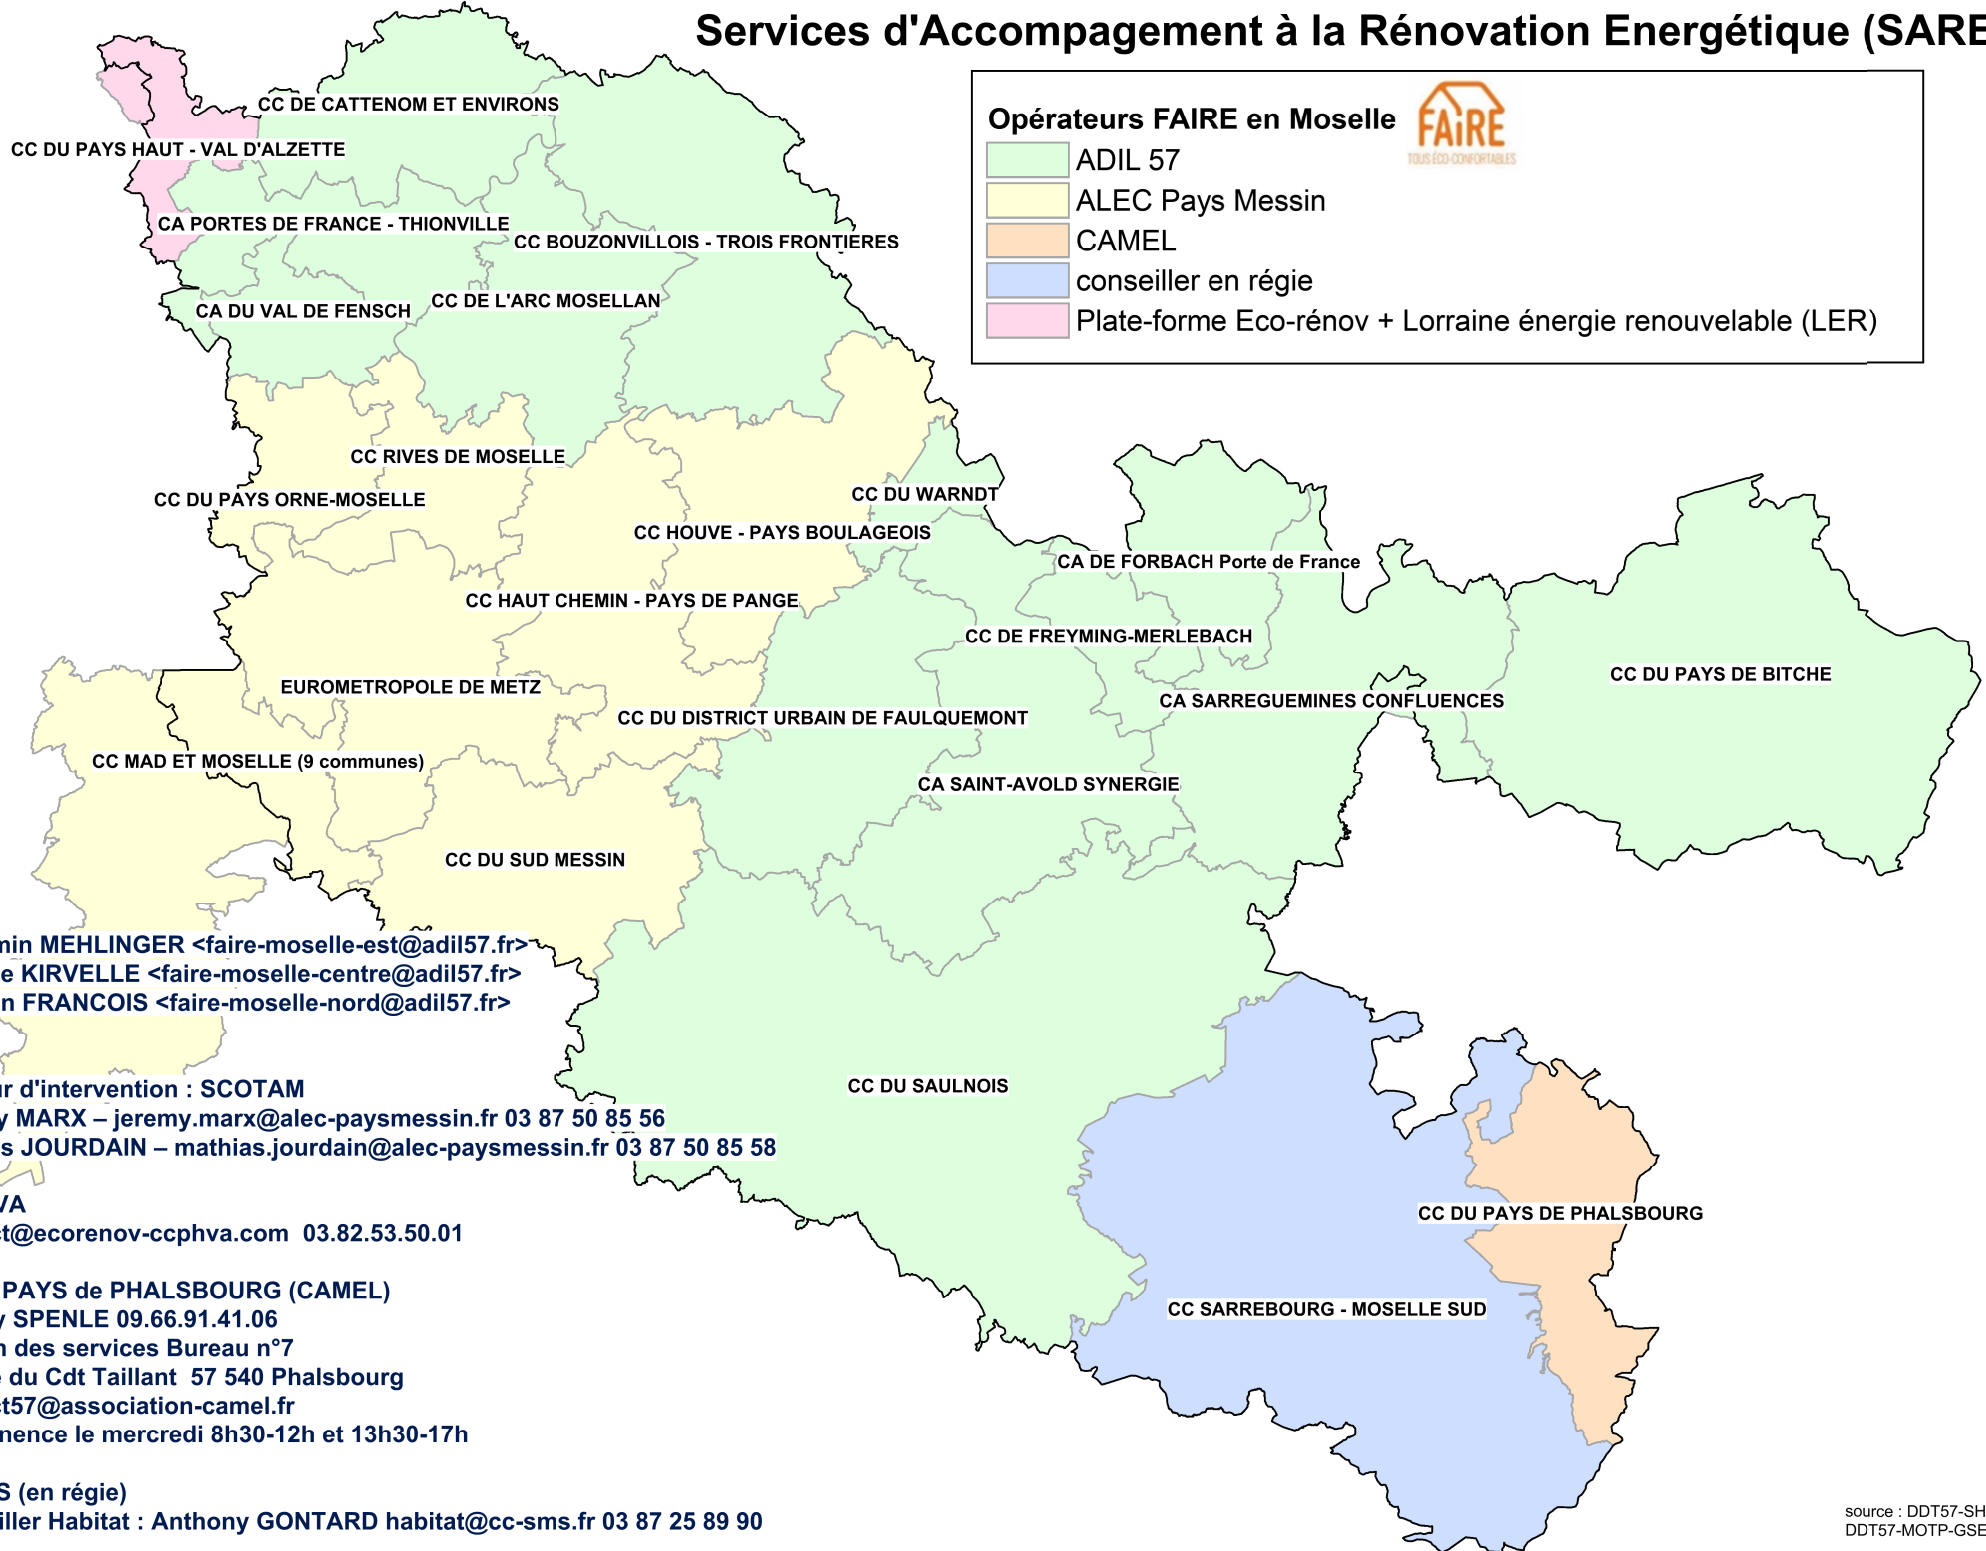 Services d'Accompagement à la Rénovation Energétique (SARE
Opérateurs FAIRE en Moselle
FAiRE
TOUS ÉCO-CONFORTABLES
ADIL 57
ALEC Pays Messin
CAMEL
conseiller en régie
Plate-forme Eco-rénov + Lorraine énergie renouvelable (LER)
CC DE CATTENOM ET ENVIRONS
CC DU PAYS HAUT - VAL D'ALZETTE
CA PORTES DE FRANCE - THIONVILLE
CC BOUZONVILLOIS - TROIS FRONTIERES
CC DE L'ARC MOSELLAN
CA DU VAL DE FENSCH
CC RIVES DE MOSELLE
CC DU PAYS ORNE-MOSELLE
CC DU WARNDT
CC HOUVE - PAYS BOULAGEOIS
CA DE FORBACH Porte de France
CC HAUT CHEMIN - PAYS DE PANGE
CC DE FREYMING-MERLEBACH
CC DU PAYS DE BITCHE
EUROMETROPOLE DE METZ
CA SARREGUEMINES CONFLUENCES
CC DU DISTRICT URBAIN DE FAULQUEMONT
CC MAD ET MOSELLE (9 communes)
CA SAINT-AVOLD SYNERGIE
CC DU SUD MESSIN
CC DU SAULNOIS
CC DU PAYS DE PHALSBOURG
CC SARREBOURG - MOSELLE SUD
min MEHLINGER <faire-moselle-est@adil57.fr>
e KIRVELLE <faire-moselle-centre@adil57.fr>
n FRANCOIS <faire-moselle-nord@adil57.fr>
ur d'intervention : SCOTAM
y MARX – jeremy.marx@alec-paysmessin.fr 03 87 50 85 56
s JOURDAIN – mathias.jourdain@alec-paysmessin.fr 03 87 50 85 58
VA
ct@ecorenov-ccphva.com 03.82.53.50.01
PAYS de PHALSBOURG (CAMEL)
y SPENLE 09.66.91.41.06
n des services Bureau n°7
e du Cdt Taillant 57 540 Phalsbourg
ct57@association-camel.fr
nence le mercredi 8h30-12h et 13h30-17h
S (en régie)
iller Habitat : Anthony GONTARD habitat@cc-sms.fr 03 87 25 89 90
source : DDT57-SH
DDT57-MOTP-GSE